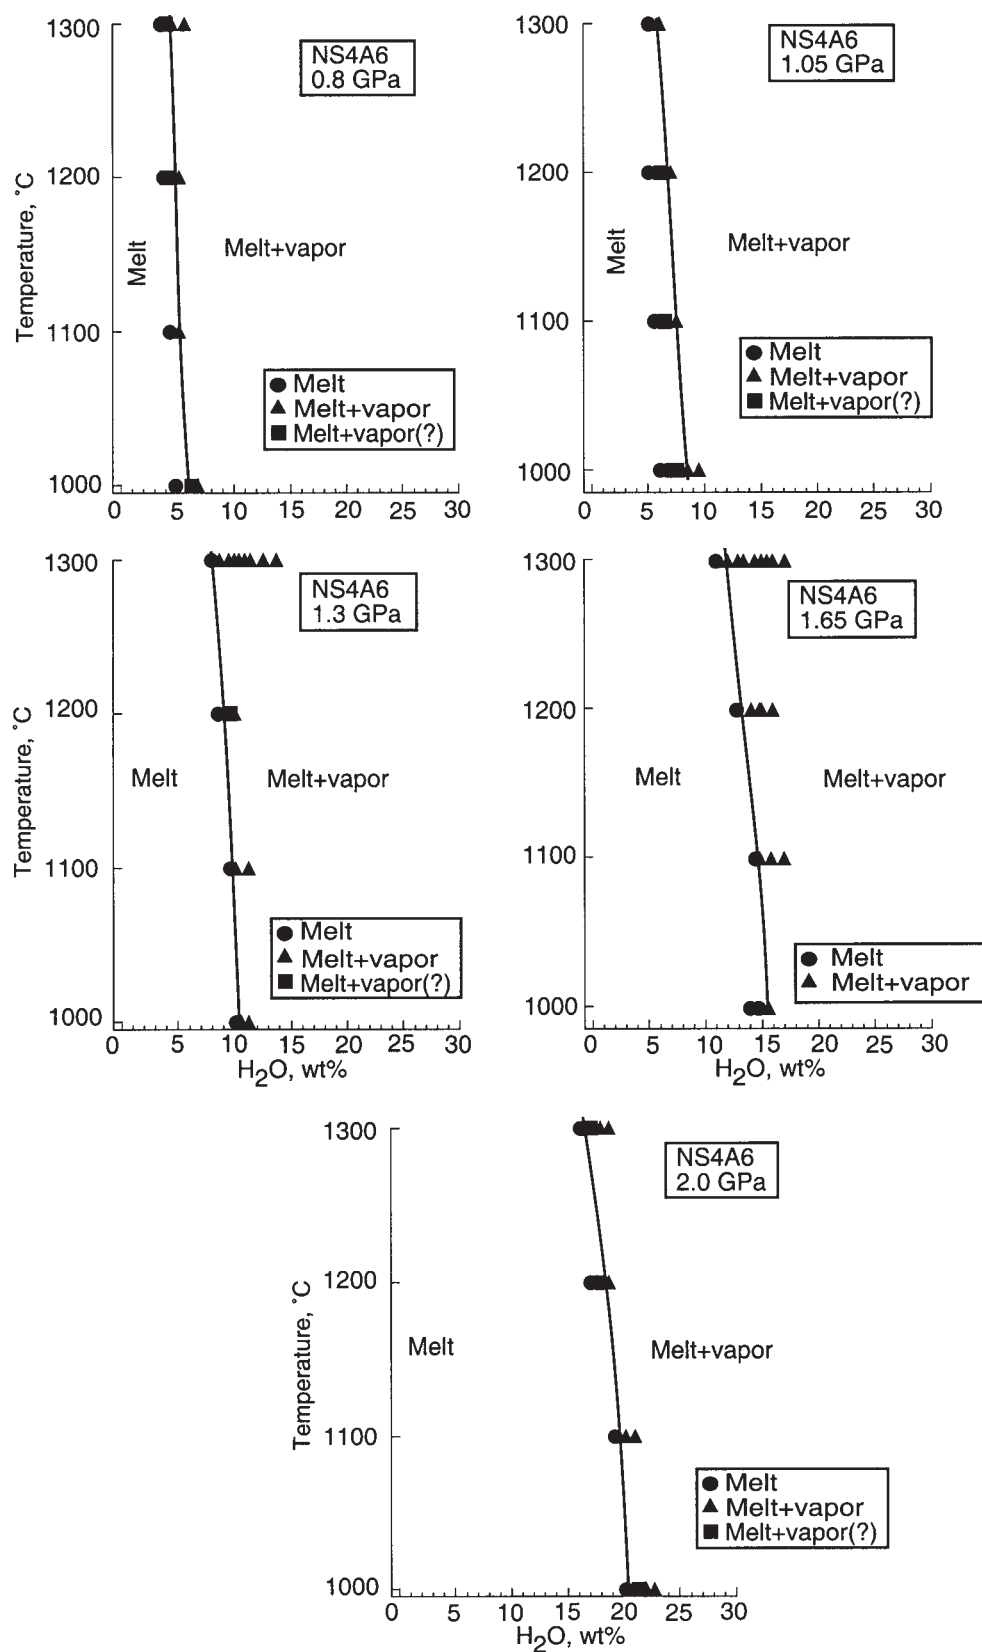 1300
NS4A6
0.8 GPa
1200
Temperature, °C
Melt
Melt+vapor
1100
Melt
Melt+vapor
Melt+vapor(?)
1000
0 5 10 15 20 25 30
1300
NS4A6
1.05 GPa
1200
Melt
Melt+vapor
1100
Melt
Melt+vapor
Melt+vapor(?)
1000
0 5 10 15 20 25 30
1300
NS4A6
1.3 GPa
1200
Temperature, °C
Melt
Melt+vapor
1100
Melt
Melt+vapor
Melt+vapor(?)
1000
0 5 10 15 20 25 30
H2O, wt%
1300
NS4A6
1.65 GPa
1200
Melt
Melt+vapor
1100
Melt
Melt+vapor
1000
0 5 10 15 20 25 30
H2O, wt%
1300
NS4A6
2.0 GPa
1200
Temperature, °C
Melt
Melt+vapor
1100
Melt
Melt+vapor
Melt+vapor(?)
1000
0 5 10 15 20 25 30
H2O, wt%